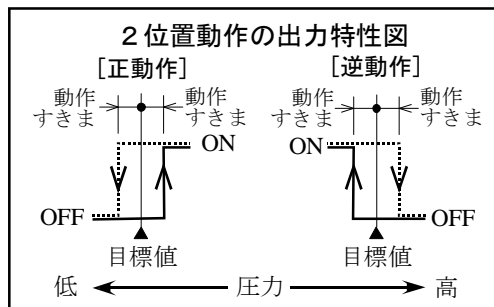 2位置動作の出力特性図
[正動作] [逆動作]
動作 動作 動作 動作
すきま すきま すきま すきま
ON ON
OFF OFF
目標値 目標値
低 圧力 高